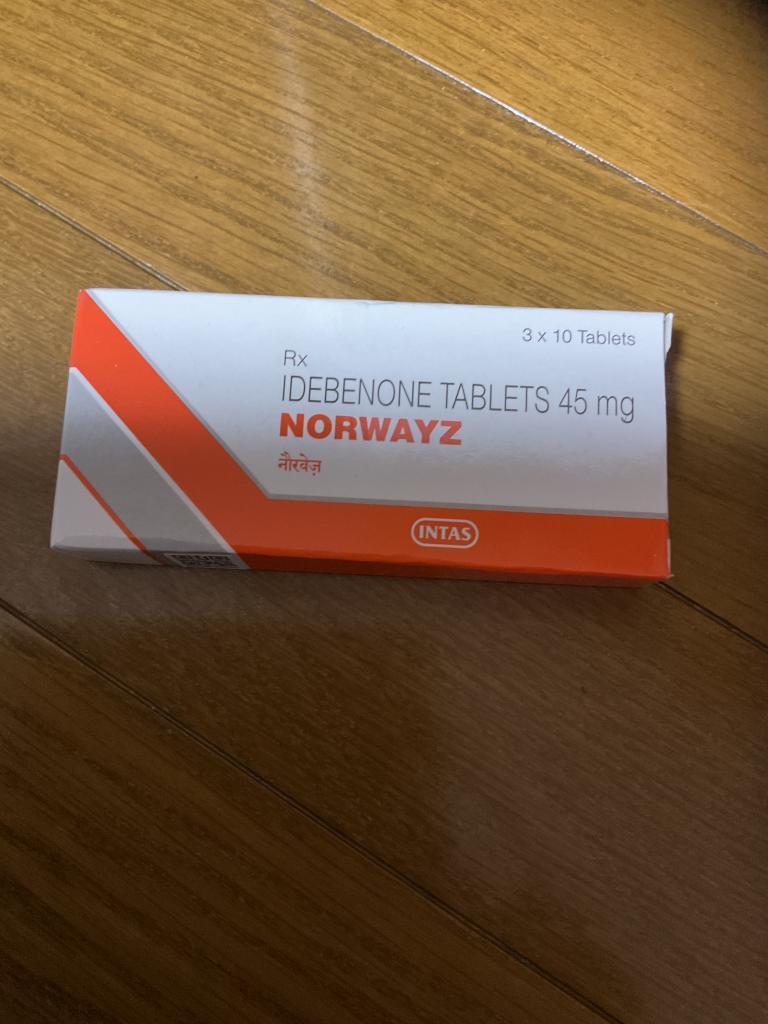 3 x 10 Tablets
Rx
IDEBENONE TABLETS 45 mg
NORWAYZ
नौरवेज़
INTAS